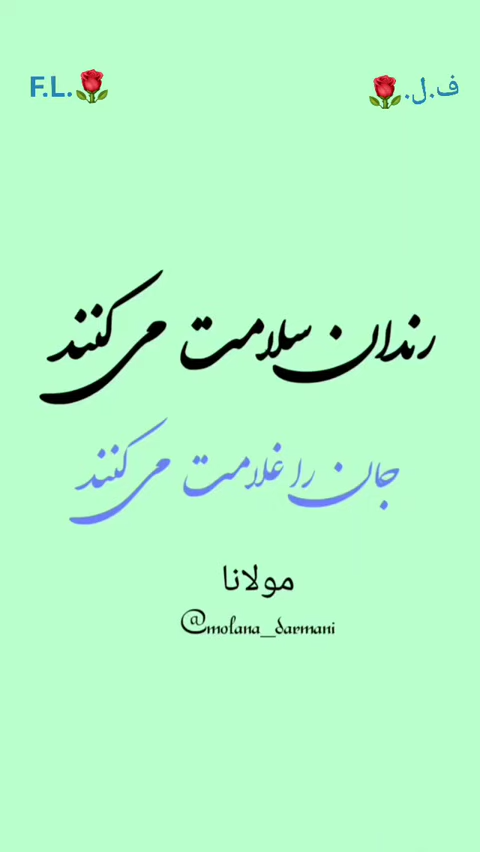 F.L.🌹 ف.ل.🌹
رندان سلامت می‌کنند
جان را غلامت می‌کنند
مولانا
@molana_darmani